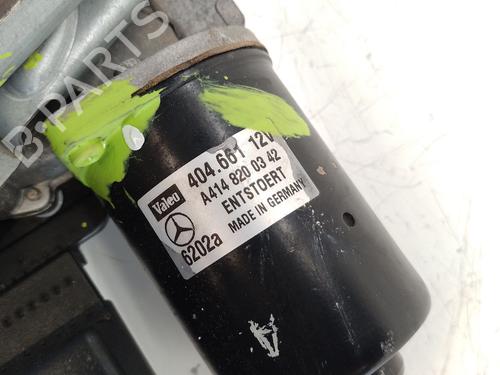 B-PARTS
Valeo
404.661 12V
A414 820 03 42
ENTSTOERT
MADE IN GERMANY
6202a